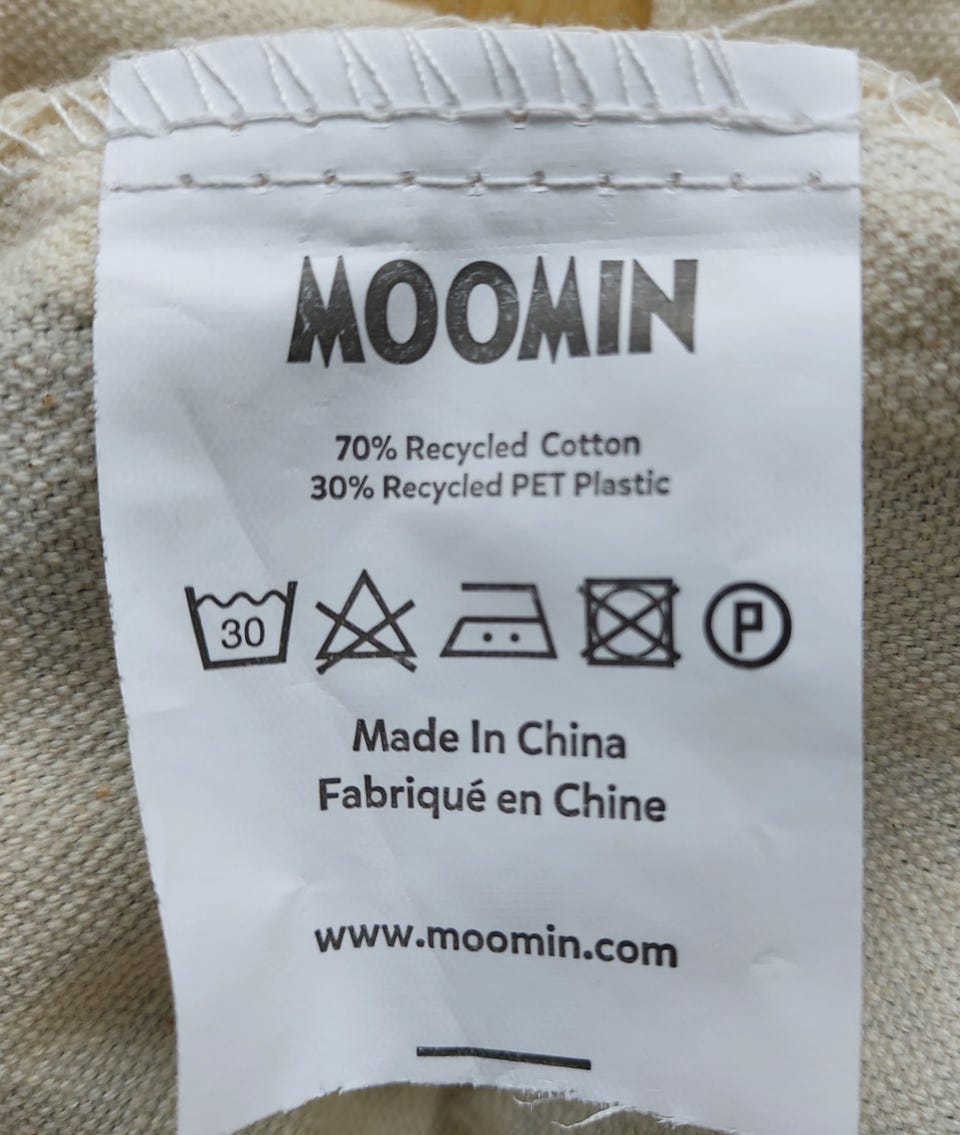 MOOMIN
70% Recycled Cotton
30% Recycled PET Plastic
30
P
Made In China
Fabriqué en Chine
www.moomin.com